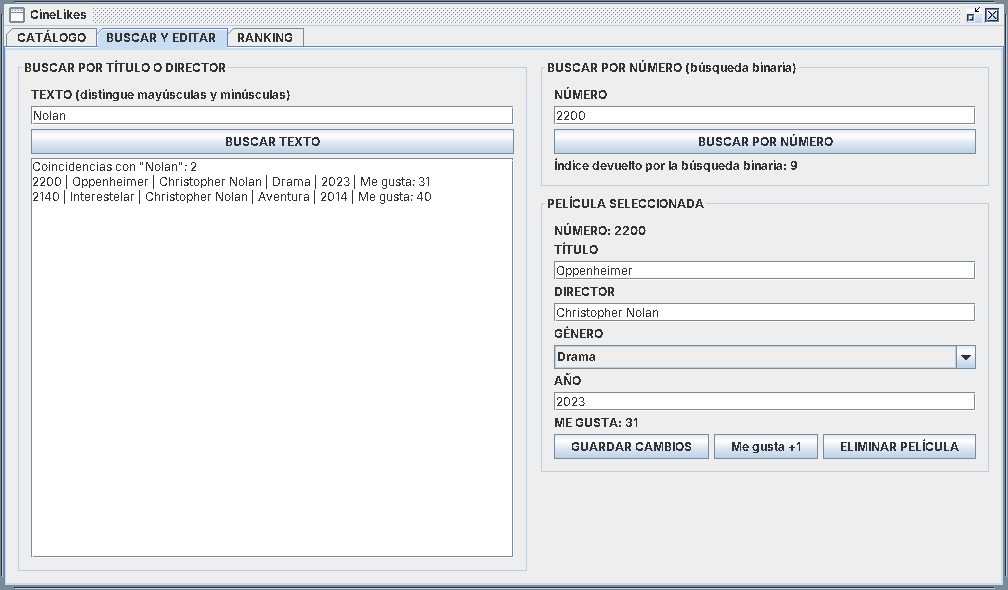 CineLikes
CATÁLOGO BUSCAR Y EDITAR RANKING
BUSCAR POR TÍTULO O DIRECTOR
TEXTO (distingue mayúsculas y minúsculas)
Nolan
BUSCAR TEXTO
Coincidencias con "Nolan": 2
2200 | Oppenheimer | Christopher Nolan | Drama | 2023 | Me gusta: 31
2140 | Interestelar | Christopher Nolan | Aventura | 2014 | Me gusta: 40
BUSCAR POR NÚMERO (búsqueda binaria)
NÚMERO
2200
BUSCAR POR NÚMERO
Índice devuelto por la búsqueda binaria: 9
PELÍCULA SELECCIONADA
NÚMERO: 2200
TÍTULO
Oppenheimer
DIRECTOR
Christopher Nolan
GÉNERO
Drama
AÑO
2023
ME GUSTA: 31
GUARDAR CAMBIOS Me gusta +1 ELIMINAR PELÍCULA